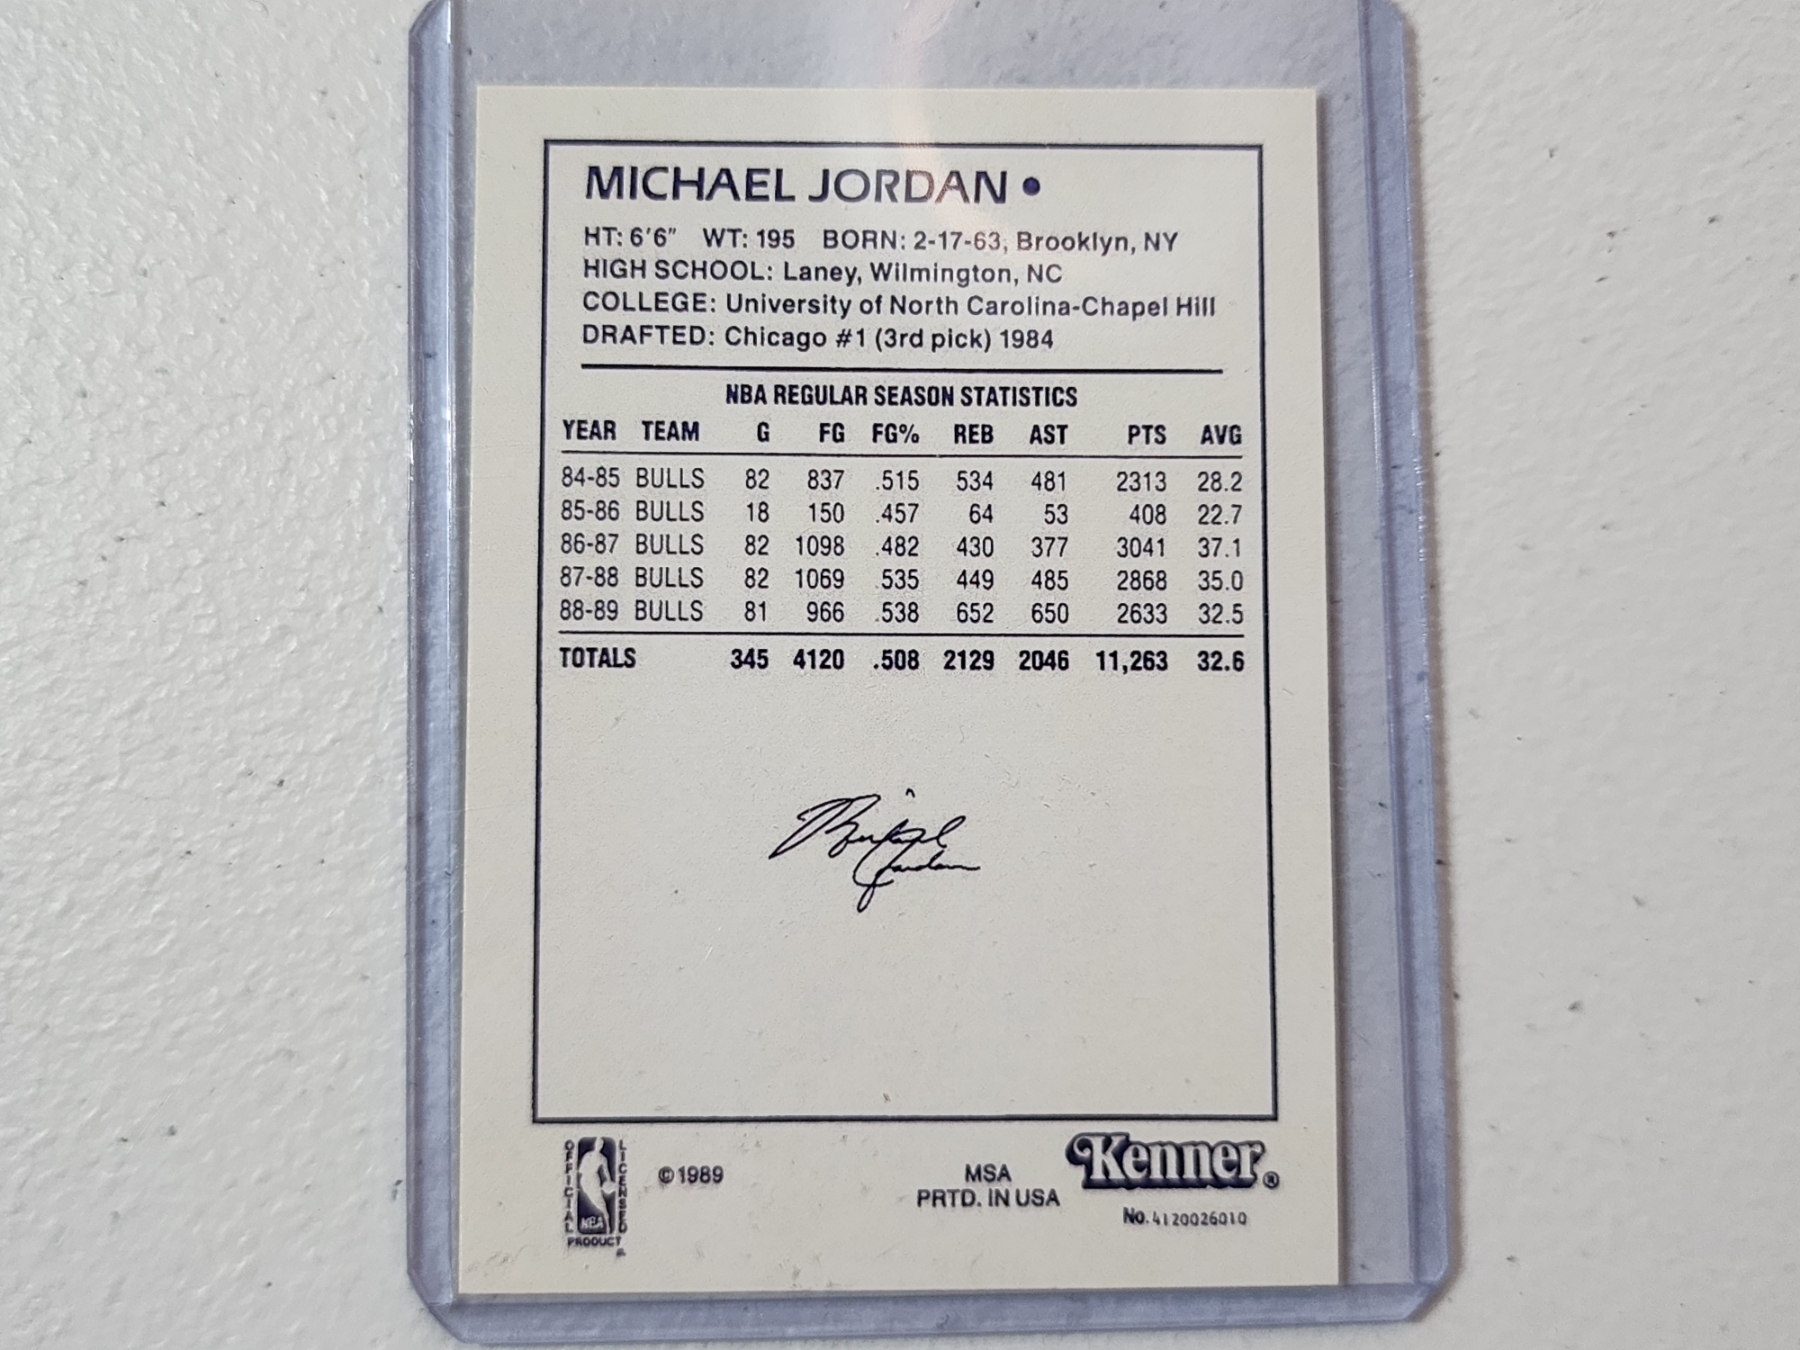 MICHAEL JORDAN •
HT: 6'6" WT: 195 BORN: 2-17-63, Brooklyn, NY
HIGH SCHOOL: Laney, Wilmington, NC
COLLEGE: University of North Carolina-Chapel Hill
DRAFTED: Chicago #1 (3rd pick) 1984
NBA REGULAR SEASON STATISTICS
YEAR TEAM G FG FG% REB AST PTS AVG
84-85 BULLS 82 837 .515 534 481 2313 28.2
85-86 BULLS 18 150 .457 64 53 408 22.7
86-87 BULLS 82 1098 .482 430 377 3041 37.1
87-88 BULLS 82 1069 .535 449 485 2868 35.0
88-89 BULLS 81 966 .538 652 650 2633 32.5
TOTALS 345 4120 .508 2129 2046 11,263 32.6
Michael
Jordan
OFFICIAL
LICENSED
NBA
PRODUCT
©1989
MSA
PRTD. IN USA
Kenner®
No. 4120026010